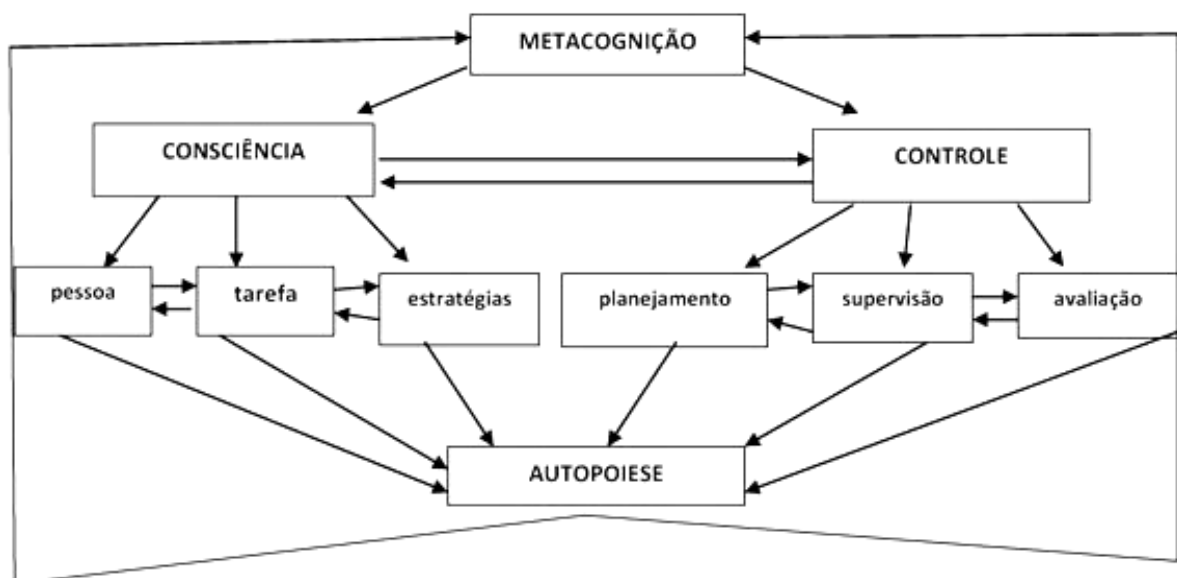 METACOGNIÇÃO
CONSCIÊNCIA
CONTROLE
pessoa
tarefa
estratégias
planejamento
supervisão
avaliação
AUTOPOIESE